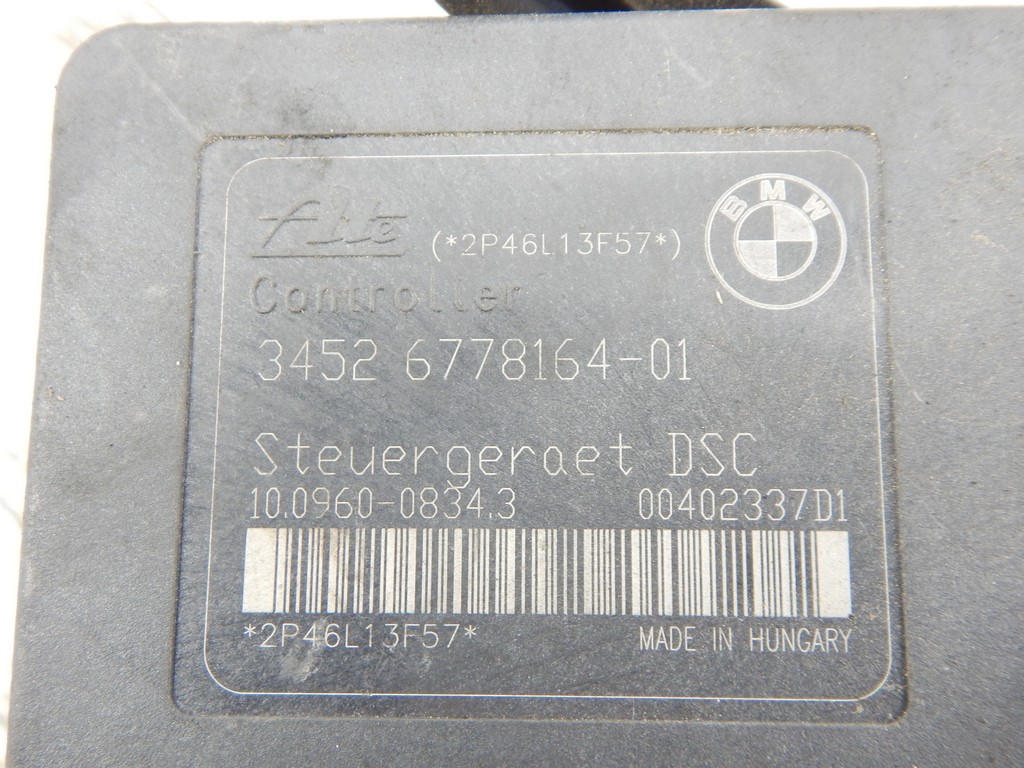 BMW
Ate (*2P46L13F57*)
Controller
3452 6778164-01
Steuergeraet DSC
10.0960-0834.3 00402337D1
*2P46L13F57* MADE IN HUNGARY